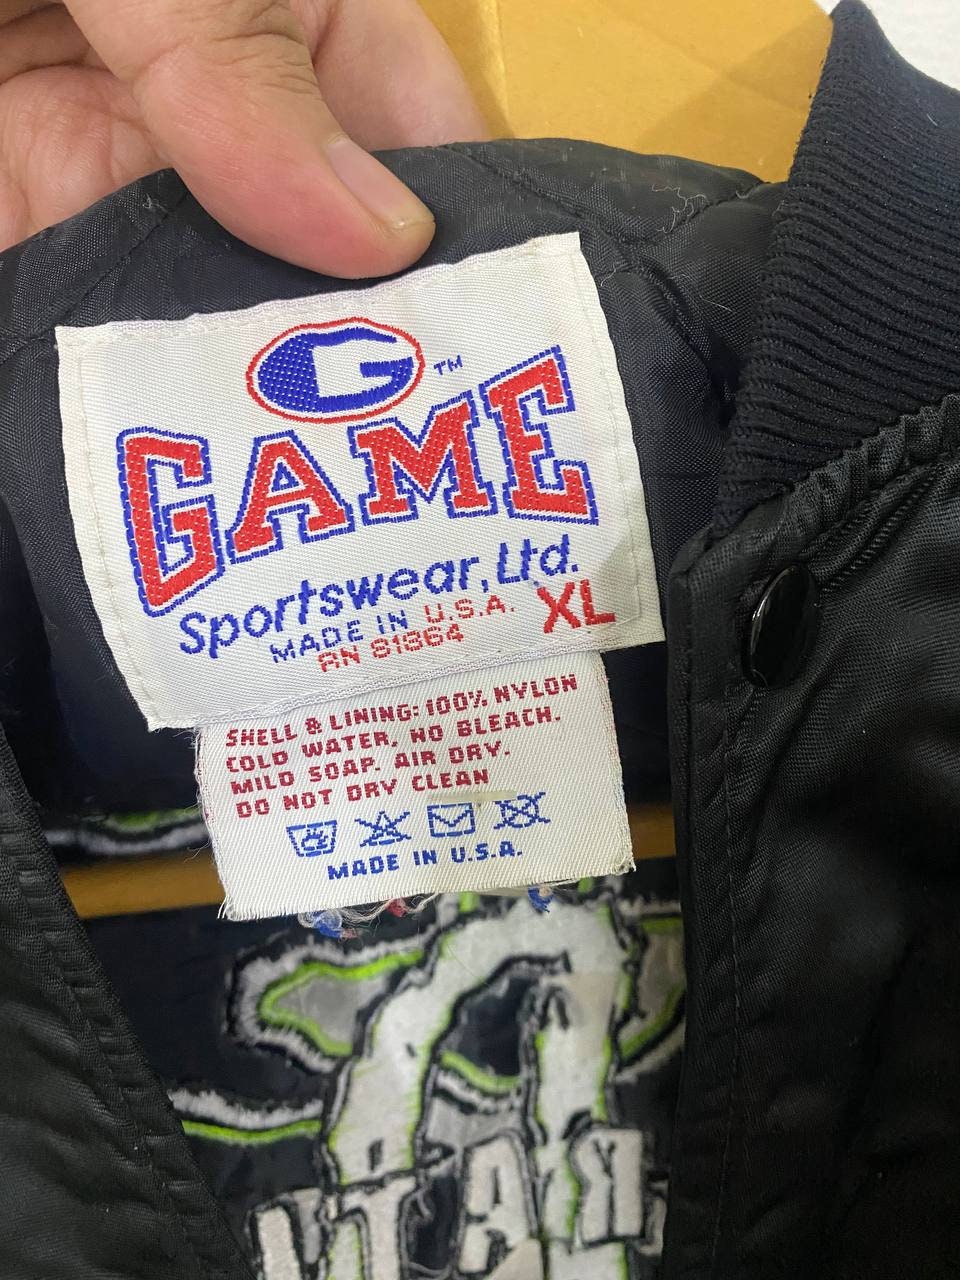 G™
GAME
Sportswear, Ltd.
MADE IN U.S.A. XL
RN 81864
SHELL & LINING: 100% NYLON
COLD WATER, NO BLEACH.
MILD SOAP. AIR DRY.
DO NOT DRY CLEAN
MADE IN U.S.A.